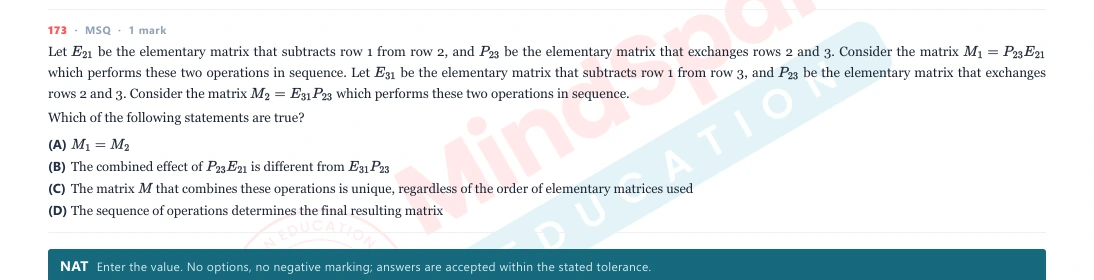 173 · MSQ · 1 mark
Let E₂₁ be the elementary matrix that subtracts row 1 from row 2, and P₂₃ be the elementary matrix that exchanges rows 2 and 3. Consider the matrix M₁ = P₂₃E₂₁
which performs these two operations in sequence. Let E₃₁ be the elementary matrix that subtracts row 1 from row 3, and P₂₃ be the elementary matrix that exchanges
rows 2 and 3. Consider the matrix M₂ = E₃₁P₂₃ which performs these two operations in sequence.
Which of the following statements are true?
(A) M₁ = M₂
(B) The combined effect of P₂₃E₂₁ is different from E₃₁P₂₃
(C) The matrix M that combines these operations is unique, regardless of the order of elementary matrices used
(D) The sequence of operations determines the final resulting matrix
NAT Enter the value. No options, no negative marking; answers are accepted within the stated tolerance.
MindSp
EDUCATION
N EDUCATION